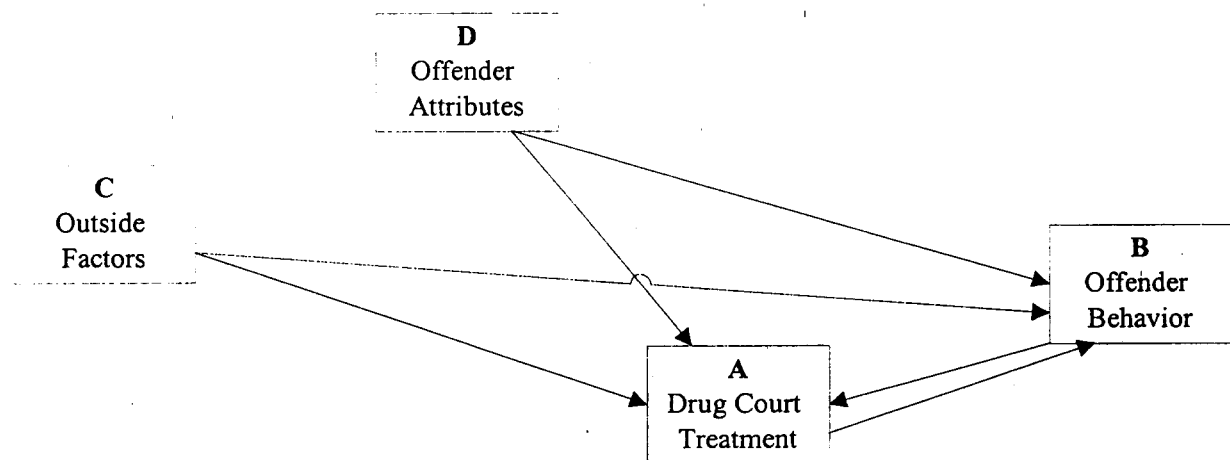 D
Offender
Attributes
C
Outside
Factors
B
Offender
Behavior
A
Drug Court
Treatment